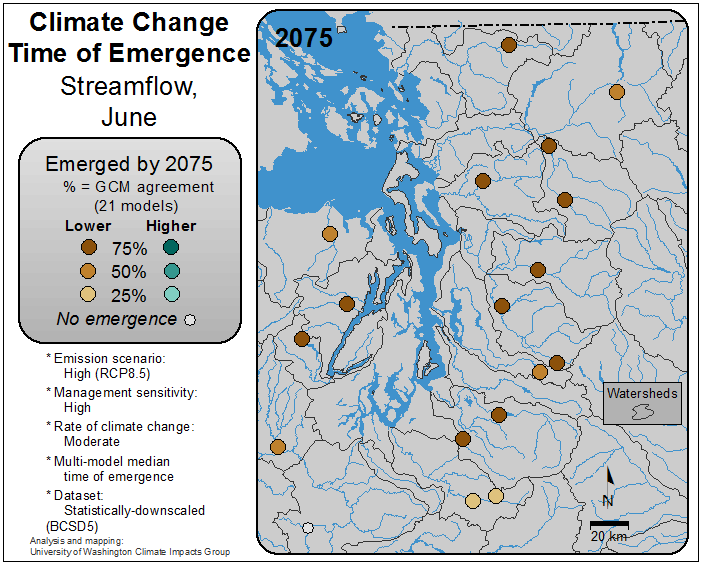 Climate Change
Time of Emergence
Streamflow,
June
Emerged by 2075
% = GCM agreement
(21 models)
Lower Higher
75%
50%
25%
No emergence
* Emission scenario:
High (RCP8.5)
* Management sensitivity:
High
* Rate of climate change:
Moderate
* Multi-model median
time of emergence
* Dataset:
Statistically-downscaled
(BCSD5)
Analysis and mapping:
University of Washington Climate Impacts Group
2075
Watersheds
N
20 km